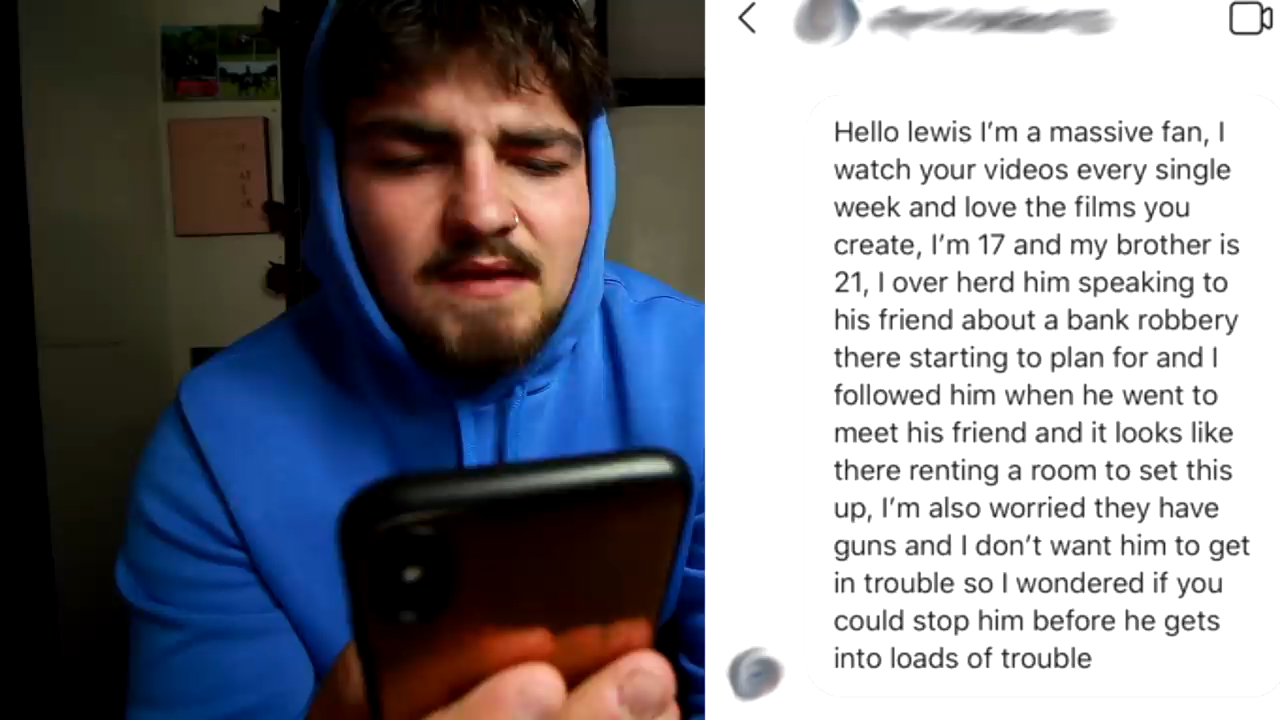 Hello lewis I'm a massive fan, I
watch your videos every single
week and love the films you
create, I'm 17 and my brother is
21, I over herd him speaking to
his friend about a bank robbery
there starting to plan for and I
followed him when he went to
meet his friend and it looks like
there renting a room to set this
up, I'm also worried they have
guns and I don't want him to get
in trouble so I wondered if you
could stop him before he gets
into loads of trouble